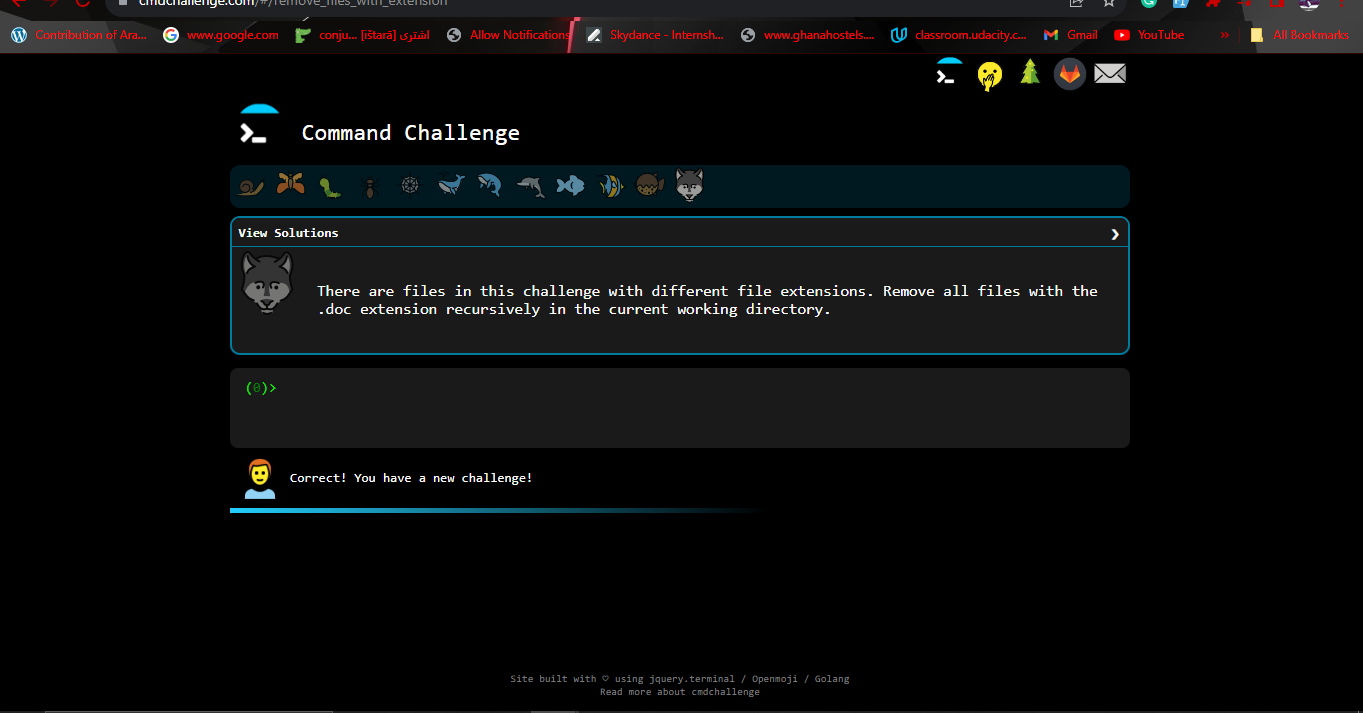 cmdchallenge.com/#/remove_files_with_extension
Contribution of Ara... www.google.com conju... [ištarā] اشترى Allow Notifications Skydance - Internsh... www.ghanahostels.... classroom.udacity.c... Gmail YouTube » All Bookmarks
Command Challenge
View Solutions ❯
There are files in this challenge with different file extensions. Remove all files with the
.doc extension recursively in the current working directory.
(0)>
Correct! You have a new challenge!
Site built with ♡ using jquery.terminal / Openmoji / Golang
Read more about cmdchallenge